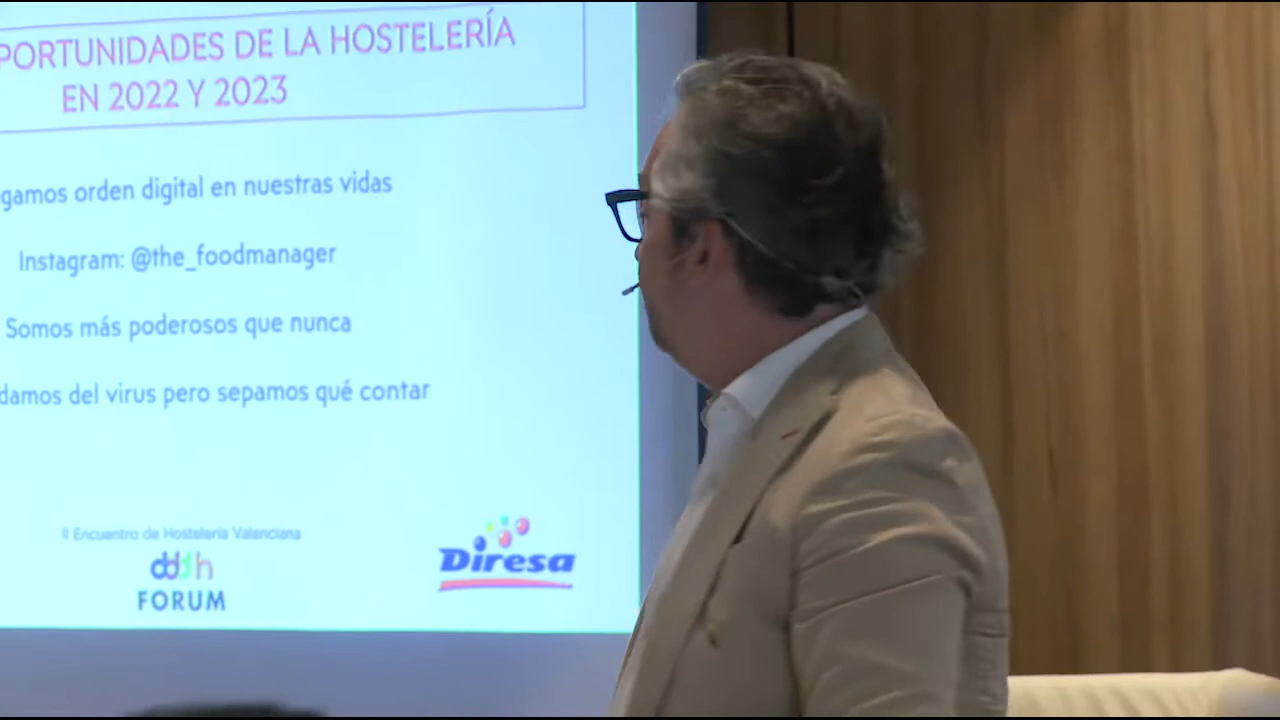 PORTUNIDADES DE LA HOSTELERÍA
EN 2022 Y 2023
gamos orden digital en nuestras vidas
Instagram: @the_foodmanager
Somos más poderosos que nunca
damos del virus pero sepamos qué contar
II Encuentro de Hostelería Valenciana
FORUM
Diresa